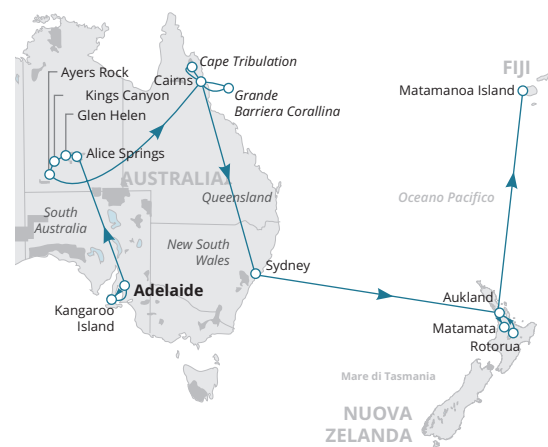 Cape Tribulation
FIJI
Ayers Rock
Cairns
Matamanoa Island
Kings Canyon
Grande
Barriera Corallina
Glen Helen
Alice Springs
AUSTRALIA
Queensland
Oceano Pacifico
South
Australia
New South
Wales
Sydney
Adelaide
Aukland
Kangaroo
Island
Matamata
Rotorua
Mare di Tasmania
NUOVA
ZELANDA